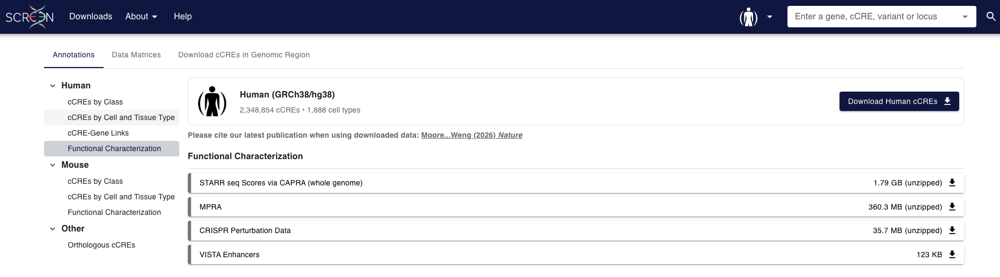 SCREEN Downloads About Help Enter a gene, cCRE, variant or locus
Annotations Data Matrices Download cCREs in Genomic Region
Human
cCREs by Class
cCREs by Cell and Tissue Type
cCRE-Gene Links
Functional Characterization
Mouse
cCREs by Class
cCREs by Cell and Tissue Type
Functional Characterization
Other
Orthologous cCREs
Human (GRCh38/hg38)
2,348,854 cCREs • 1,888 cell types
Download Human cCREs
Please cite our latest publication when using downloaded data: Moore...Weng (2026) Nature
Functional Characterization
STARR seq Scores via CAPRA (whole genome) 1.79 GB (unzipped)
MPRA 360.3 MB (unzipped)
CRISPR Perturbation Data 35.7 MB (unzipped)
VISTA Enhancers 123 KB